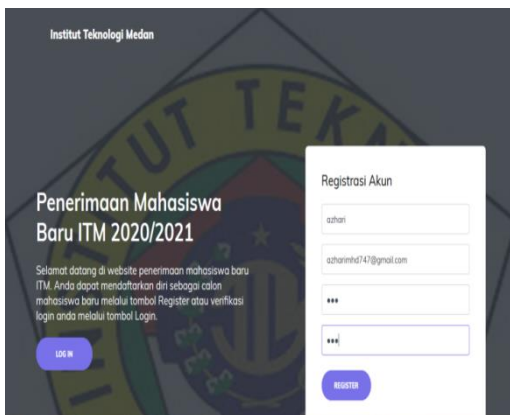 Institut Teknologi Medan
INSTITUT TEKN
Penerimaan Mahasiswa
Baru ITM 2020/2021
Selamat datang di website penerimaan mahasiswa baru
ITM. Anda dapat mendaftarkan diri sebagai calon
mahasiswa baru melalui tombol Register atau verifikasi
login anda melalui tombol Login.
LOG IN
Registrasi Akun
azhari
azharimhd747@gmail.com
•••
•••
REGISTER